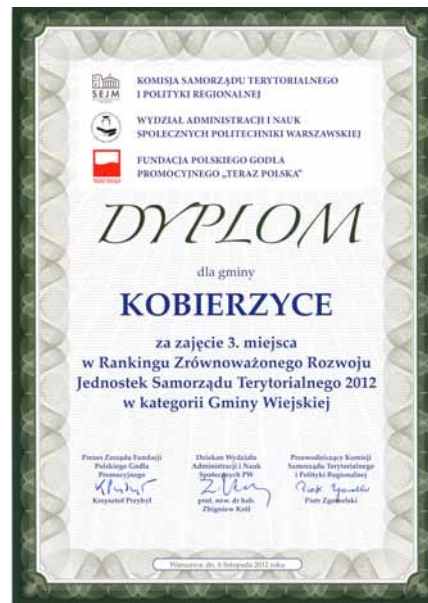 SEJM
KOMISJA SAMORZĄDU TERYTORIALNEGO
I POLITYKI REGIONALNEJ
WYDZIAŁ ADMINISTRACJI I NAUK
SPOŁECZNYCH POLITECHNIKI WARSZAWSKIEJ
FUNDACJA POLSKIEGO GODŁA
PROMOCYJNEGO „TERAZ POLSKA”
DYPLOM
dla gminy
KOBIERZYCE
za zajęcie 3. miejsca
w Rankingu Zrównoważonego Rozwoju
Jednostek Samorządu Terytorialnego 2012
w kategorii Gminy Wiejskiej
Prezes Zarządu Fundacji
Polskiego Godła
Promocyjnego
Krzysztof Przybył
Dziekan Wydziału
Administracji i Nauk
Społecznych PW
prof. nzw. dr hab.
Zbigniew Król
Przewodniczący Komisji
Samorządu Terytorialnego
i Polityki Regionalnej
Piotr Zgorzelski
Warszawa, dn. 6 listopada 2012 roku